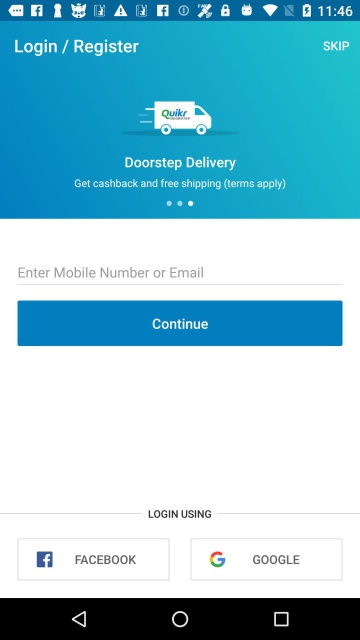 11:46
Login / Register
SKIP
Quikr
Doorstep Delivery
Get cashback and free shipping (terms apply)
Enter Mobile Number or Email
Continue
LOGIN USING
FACEBOOK
GOOGLE